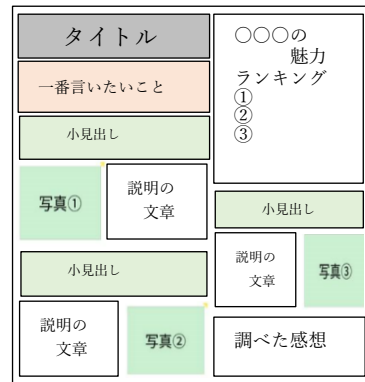 タイトル
一番言いたいこと
小見出し
写真①
説明の
文章
小見出し
説明の
文章
写真②
〇〇〇の
魅力
ランキング
①
②
③
小見出し
説明の
文章
写真③
調べた感想